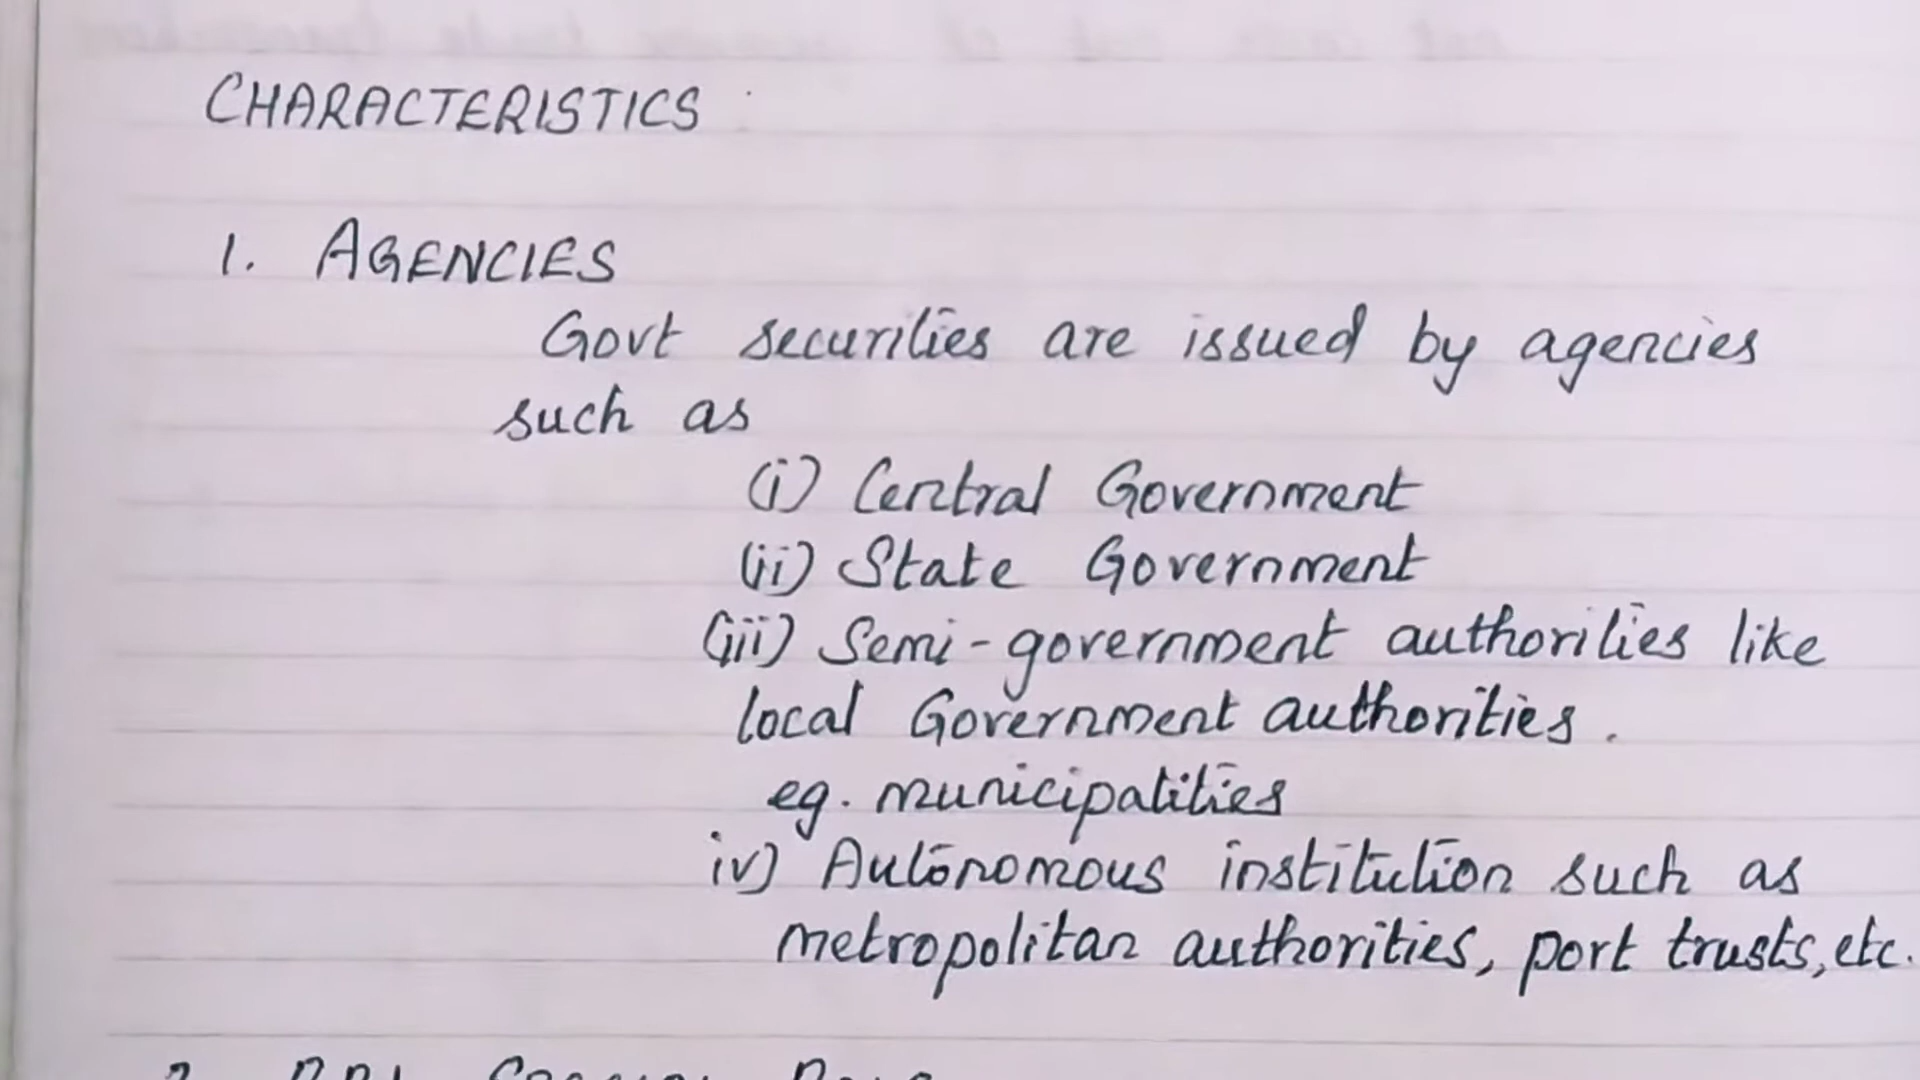 CHARACTERISTICS :
1. AGENCIES
Govt securities are issued by agencies
such as
(i) Central Government
(ii) State Government
(iii) Semi-government authorities like
local Government authorities.
eg. municipalities
iv) Autonomous institution such as
metropolitan authorities, port trusts, etc.